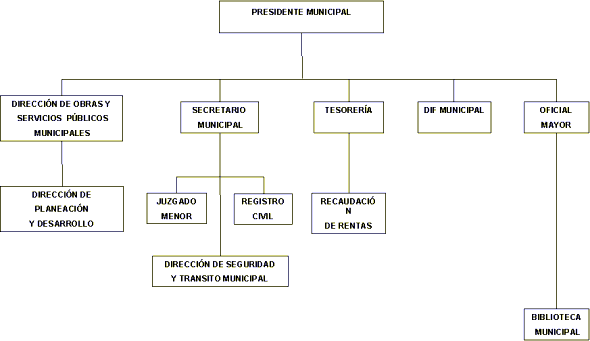 PRESIDENTE MUNICIPAL
DIRECCIÓN DE OBRAS Y
SERVICIOS PÚBLICOS
MUNICIPALES
SECRETARIO
MUNICIPAL
TESORERÍA
DIF MUNICIPAL
OFICIAL
MAYOR
DIRECCIÓN DE
PLANEACIÓN
Y DESARROLLO
JUZGADO
MENOR
REGISTRO
CIVIL
RECAUDACIÓ
N
DE RENTAS
DIRECCIÓN DE SEGURIDAD
Y TRANSITO MUNICIPAL
BIBLIOTECA
MUNICIPAL